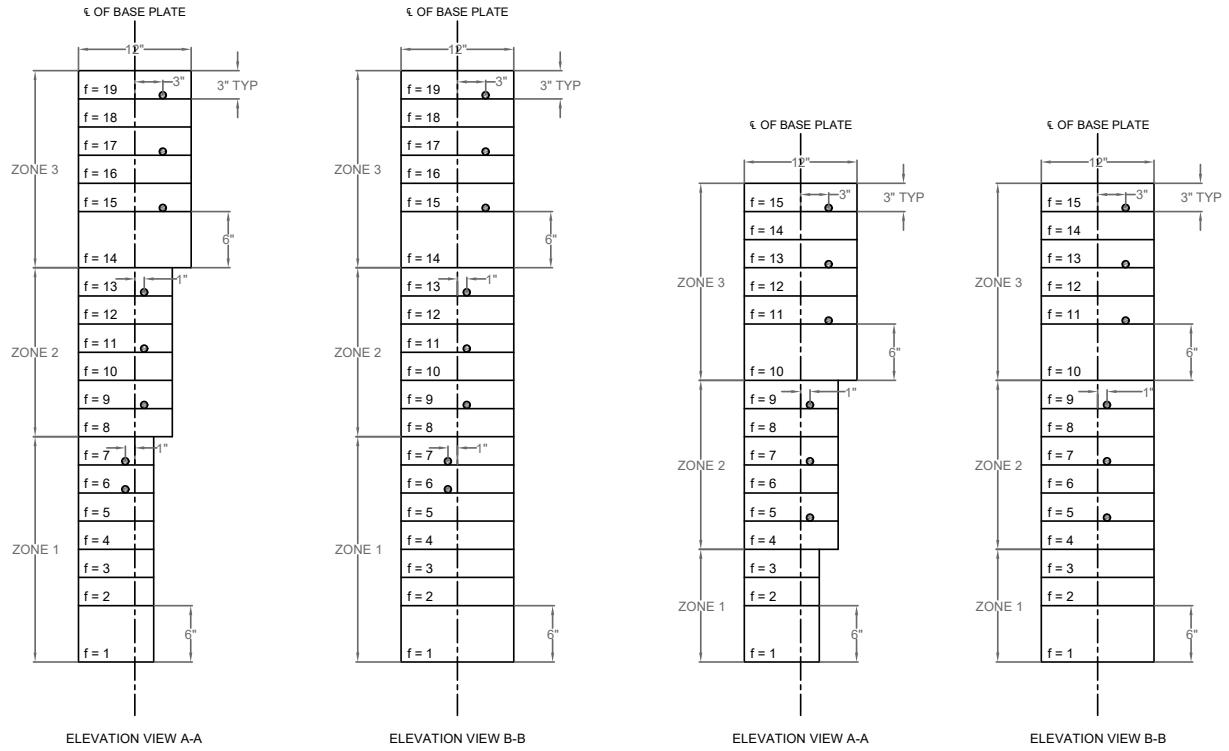 ℄ OF BASE PLATE
12"
3"
3" TYP
f = 19
f = 18
f = 17
f = 16
f = 15
ZONE 3
6"
f = 14
1"
f = 13
f = 12
f = 11
f = 10
f = 9
f = 8
ZONE 2
1"
f = 7
f = 6
f = 5
f = 4
f = 3
f = 2
ZONE 1
6"
f = 1
ELEVATION VIEW A-A
℄ OF BASE PLATE
12"
3"
3" TYP
f = 19
f = 18
f = 17
f = 16
f = 15
ZONE 3
6"
f = 14
1"
f = 13
f = 12
f = 11
f = 10
f = 9
f = 8
ZONE 2
1"
f = 7
f = 6
f = 5
f = 4
f = 3
f = 2
ZONE 1
6"
f = 1
ELEVATION VIEW B-B
℄ OF BASE PLATE
12"
3"
3" TYP
f = 15
f = 14
f = 13
f = 12
f = 11
ZONE 3
6"
f = 10
1"
f = 9
f = 8
f = 7
f = 6
f = 5
f = 4
ZONE 2
f = 3
f = 2
ZONE 1
6"
f = 1
ELEVATION VIEW A-A
℄ OF BASE PLATE
12"
3"
3" TYP
f = 15
f = 14
f = 13
f = 12
f = 11
ZONE 3
6"
f = 10
1"
f = 9
f = 8
f = 7
f = 6
f = 5
f = 4
ZONE 2
f = 3
f = 2
ZONE 1
6"
f = 1
ELEVATION VIEW B-B